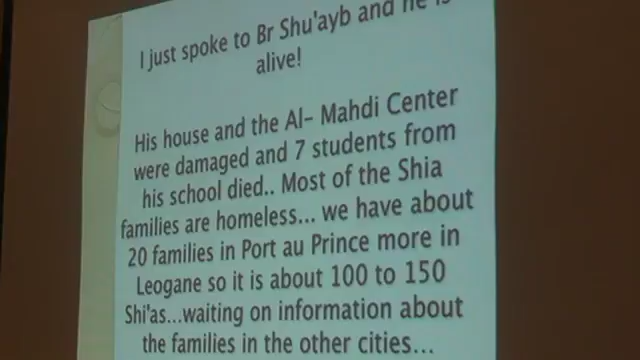 I just spoke to Br Shu'ayb and he is
alive!
His house and the Al- Mahdi Center
were damaged and 7 students from
his school died.. Most of the Shia
families are homeless... we have about
20 families in Port au Prince more in
Leogane so it is about 100 to 150
Shi'as...waiting on information about
the families in the other cities...